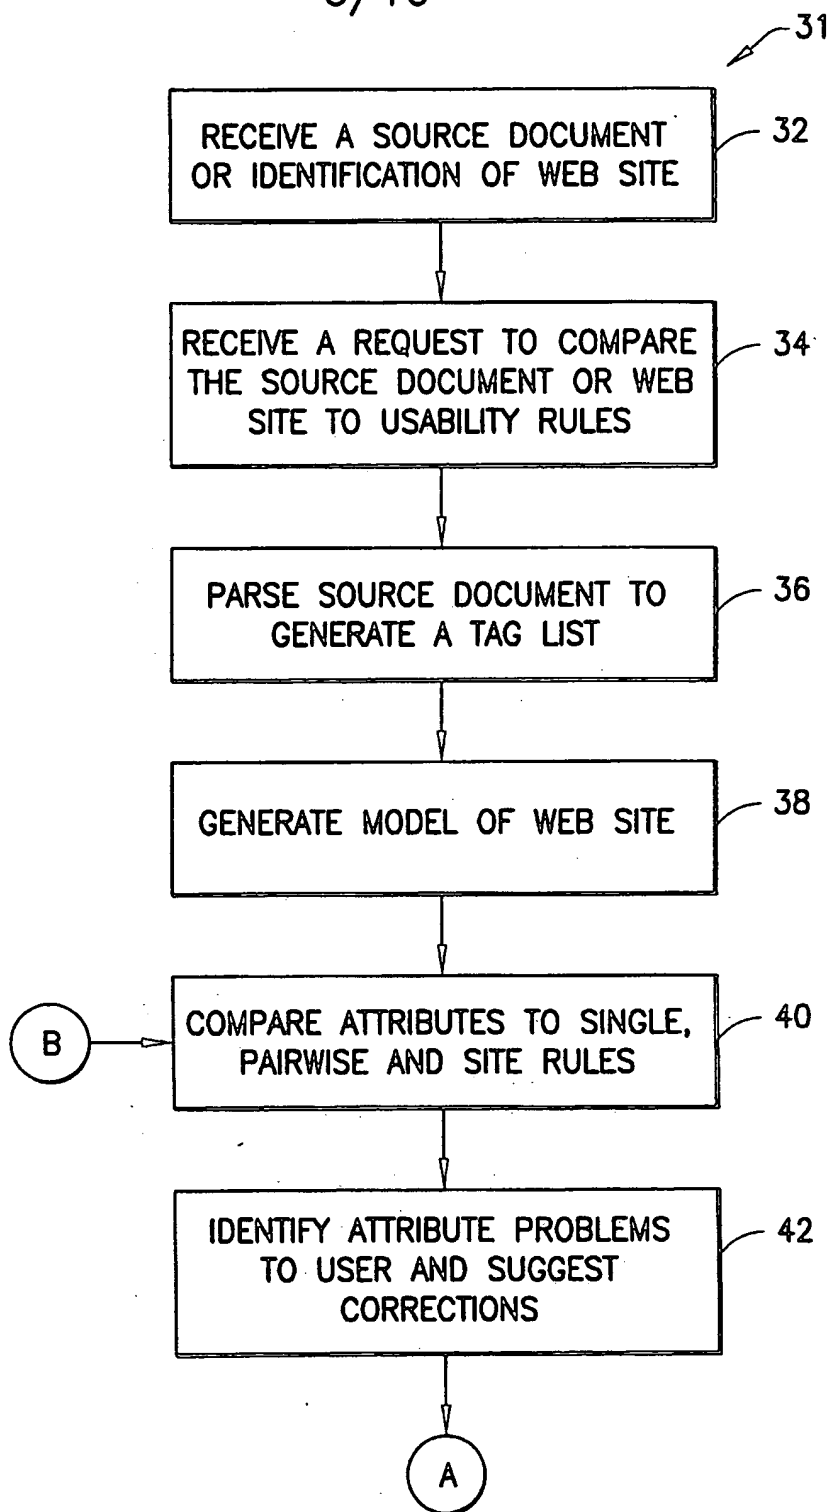 31
RECEIVE A SOURCE DOCUMENT
OR IDENTIFICATION OF WEB SITE
32
RECEIVE A REQUEST TO COMPARE
THE SOURCE DOCUMENT OR WEB
SITE TO USABILITY RULES
34
PARSE SOURCE DOCUMENT TO
GENERATE A TAG LIST
36
GENERATE MODEL OF WEB SITE
38
B
COMPARE ATTRIBUTES TO SINGLE,
PAIRWISE AND SITE RULES
40
IDENTIFY ATTRIBUTE PROBLEMS
TO USER AND SUGGEST
CORRECTIONS
42
A